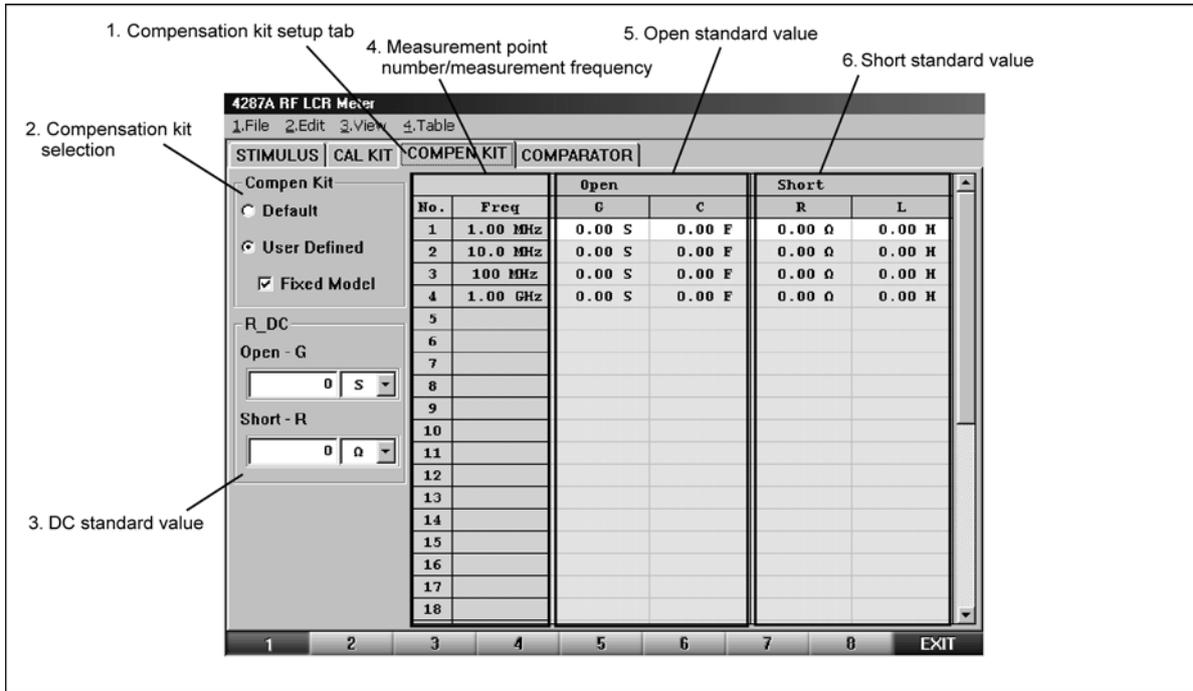 1. Compensation kit setup tab
5. Open standard value
4. Measurement point
number/measurement frequency
6. Short standard value
2. Compensation kit
selection
4287A RF LCR Meter
1.File 2.Edit 3.View 4.Table
STIMULUS CAL KIT COMPEN KIT COMPARATOR
Compen Kit
Default
User Defined
Fixed Model
R_DC
Open - G
0 S
Short - R
0 Ω
3. DC standard value
Open Short
No. Freq G C R L
1 1.00 MHz 0.00 S 0.00 F 0.00 Ω 0.00 H
2 10.0 MHz 0.00 S 0.00 F 0.00 Ω 0.00 H
3 100 MHz 0.00 S 0.00 F 0.00 Ω 0.00 H
4 1.00 GHz 0.00 S 0.00 F 0.00 Ω 0.00 H
5
6
7
8
9
10
11
12
13
14
15
16
17
18
1 2 3 4 5 6 7 8 EXIT